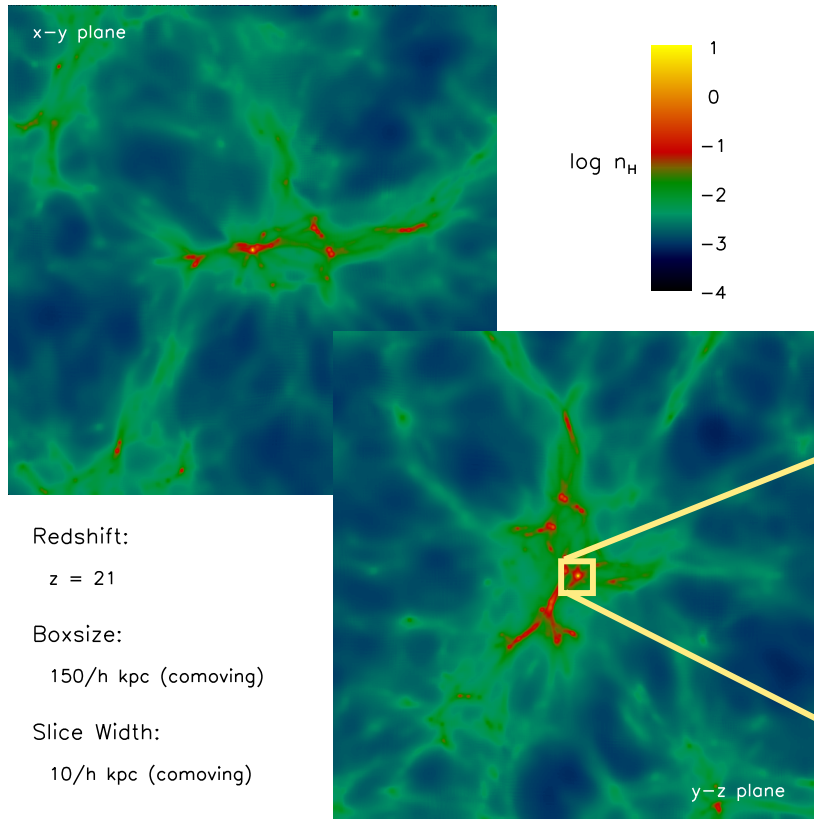 x-y plane
1
0
-1
log n_H
-2
-3
-4
Redshift:
z = 21
Boxsize:
150/h kpc (comoving)
Slice Width:
10/h kpc (comoving)
y-z plane